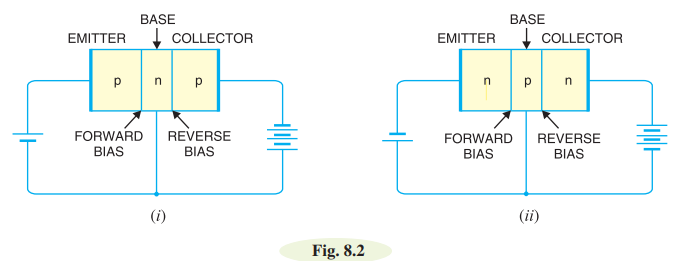 BASE
EMITTER COLLECTOR
p n p
FORWARD BIAS
REVERSE BIAS
(i)
BASE
EMITTER COLLECTOR
n p n
FORWARD BIAS
REVERSE BIAS
(ii)
Fig. 8.2